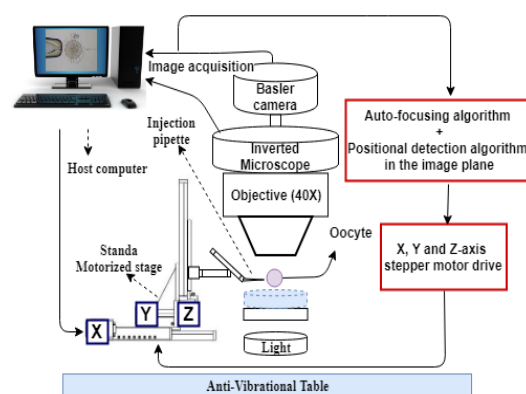 Image acquisition
Basler
camera
Injection
pipette
Inverted
Microscope
Objective (40X)
Auto-focusing algorithm
+
Positional detection algorithm
in the image plane
Host computer
Oocyte
X, Y and Z-axis
stepper motor drive
Standa
Motorized stage
Y
Z
X
Light
Anti-Vibrational Table